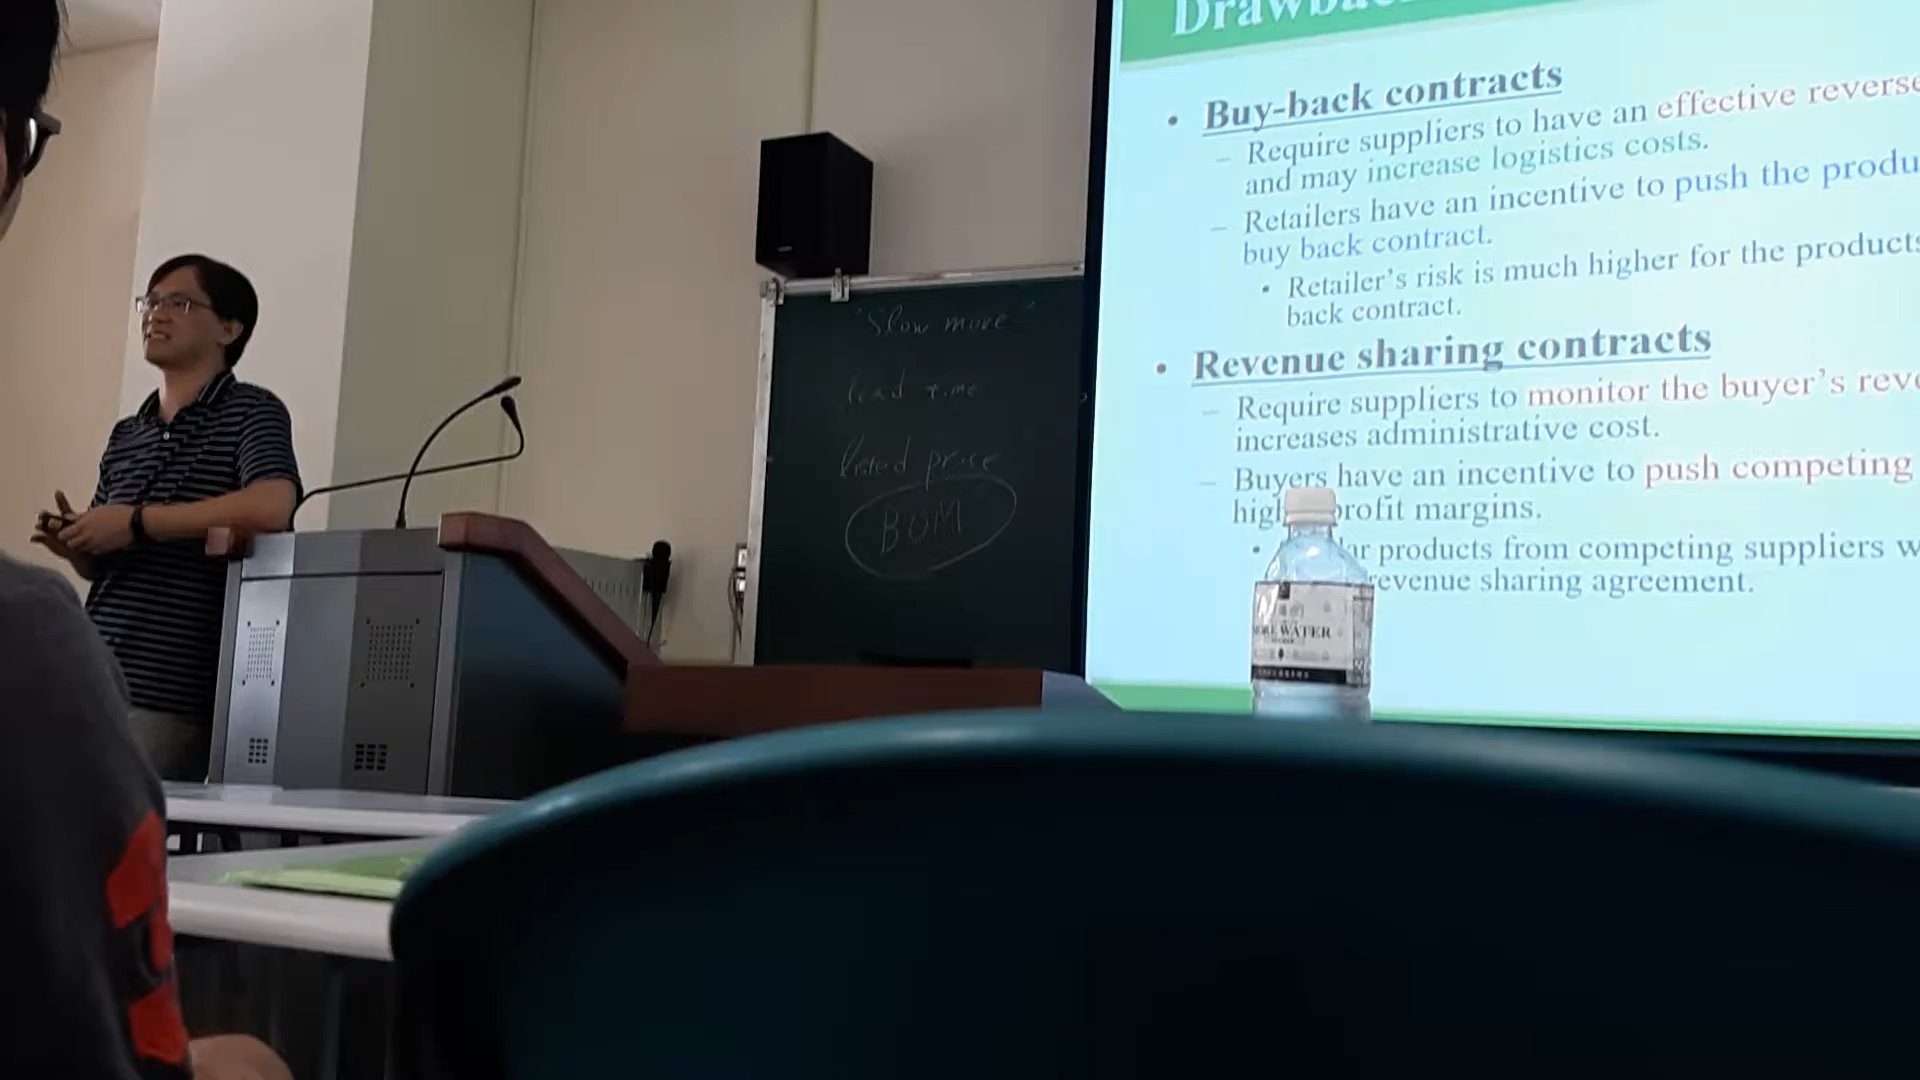 Drawba
• Buy-back contracts
– Require suppliers to have an effective reverse
and may increase logistics costs.
– Retailers have an incentive to push the produ
buy back contract.
• Retailer's risk is much higher for the products
back contract.
• Revenue sharing contracts
– Require suppliers to monitor the buyer's reve
increases administrative cost.
– Buyers have an incentive to push competing
high profit margins.
• ar products from competing suppliers w
revenue sharing agreement.
"Slow move"
lead time
listed price
BOM
WATER